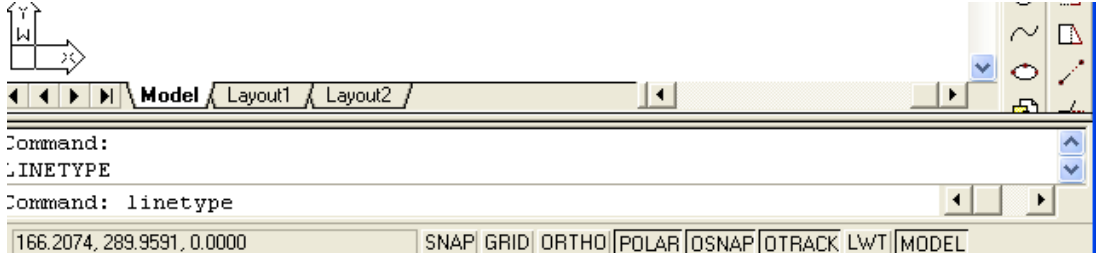 Y
W
X
Model Layout1 Layout2
Command:
LINETYPE
Command: linetype
166.2074, 289.9591, 0.0000 SNAP GRID ORTHO POLAR OSNAP OTRACK LWT MODEL